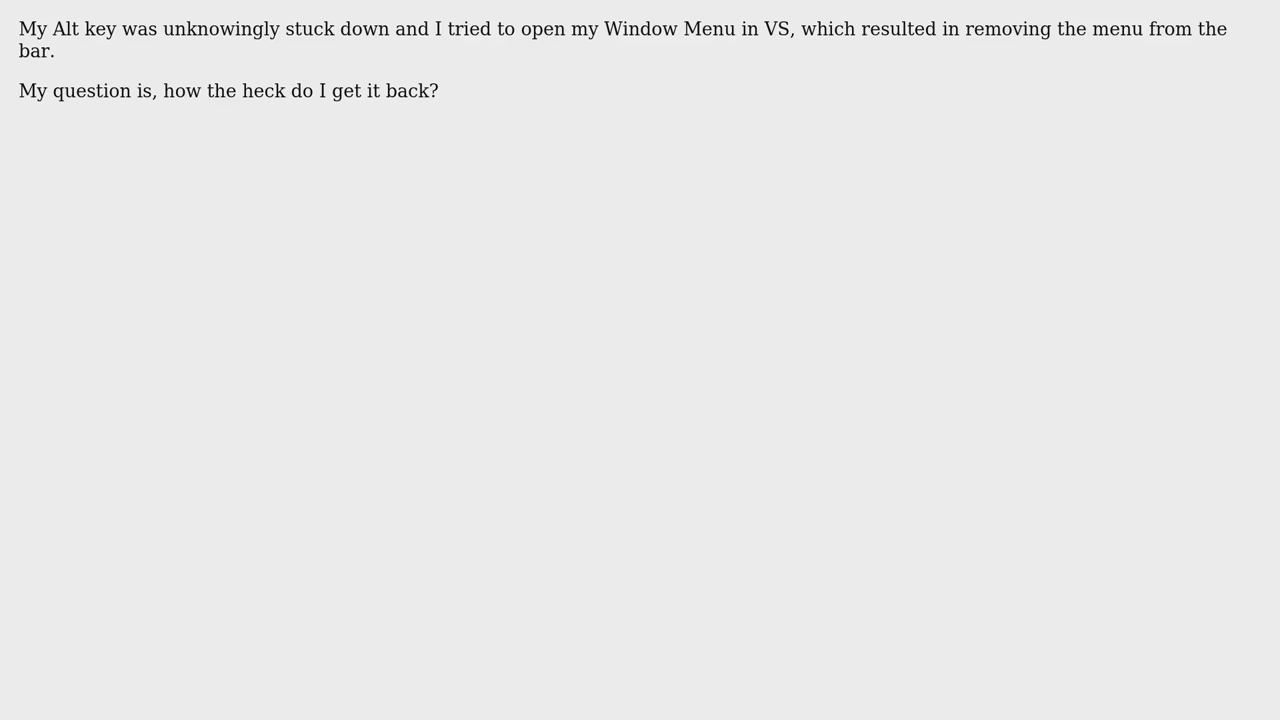 My Alt key was unknowingly stuck down and I tried to open my Window Menu in VS, which resulted in removing the menu from the
bar.
My question is, how the heck do I get it back?